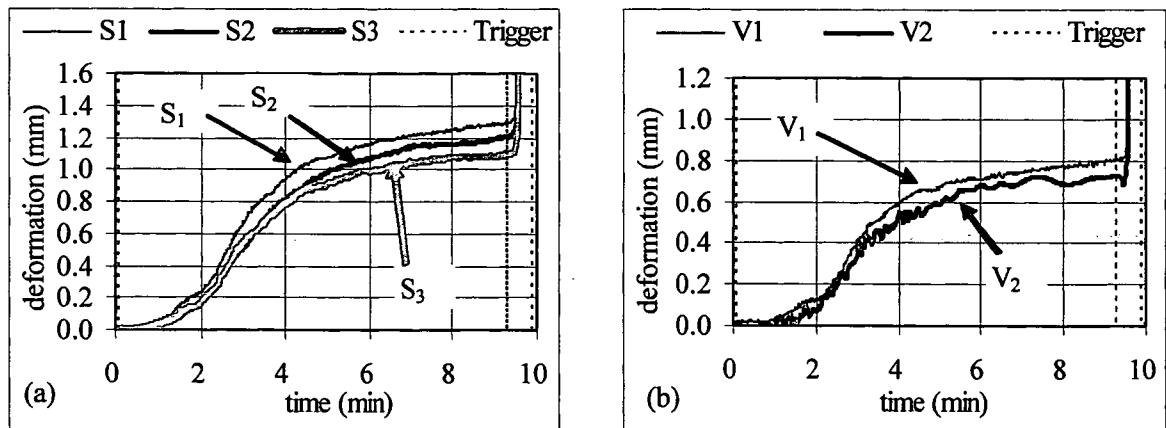 S1 S2 S3 Trigger
deformation (mm)
1.6
1.4
1.2
1.0
0.8
0.6
0.4
0.2
0.0
S1
S2
S3
0 2 4 6 8 10
(a) time (min)
V1 V2 Trigger
deformation (mm)
1.2
1.0
0.8
0.6
0.4
0.2
0.0
V1
V2
0 2 4 6 8 10
(b) time (min)